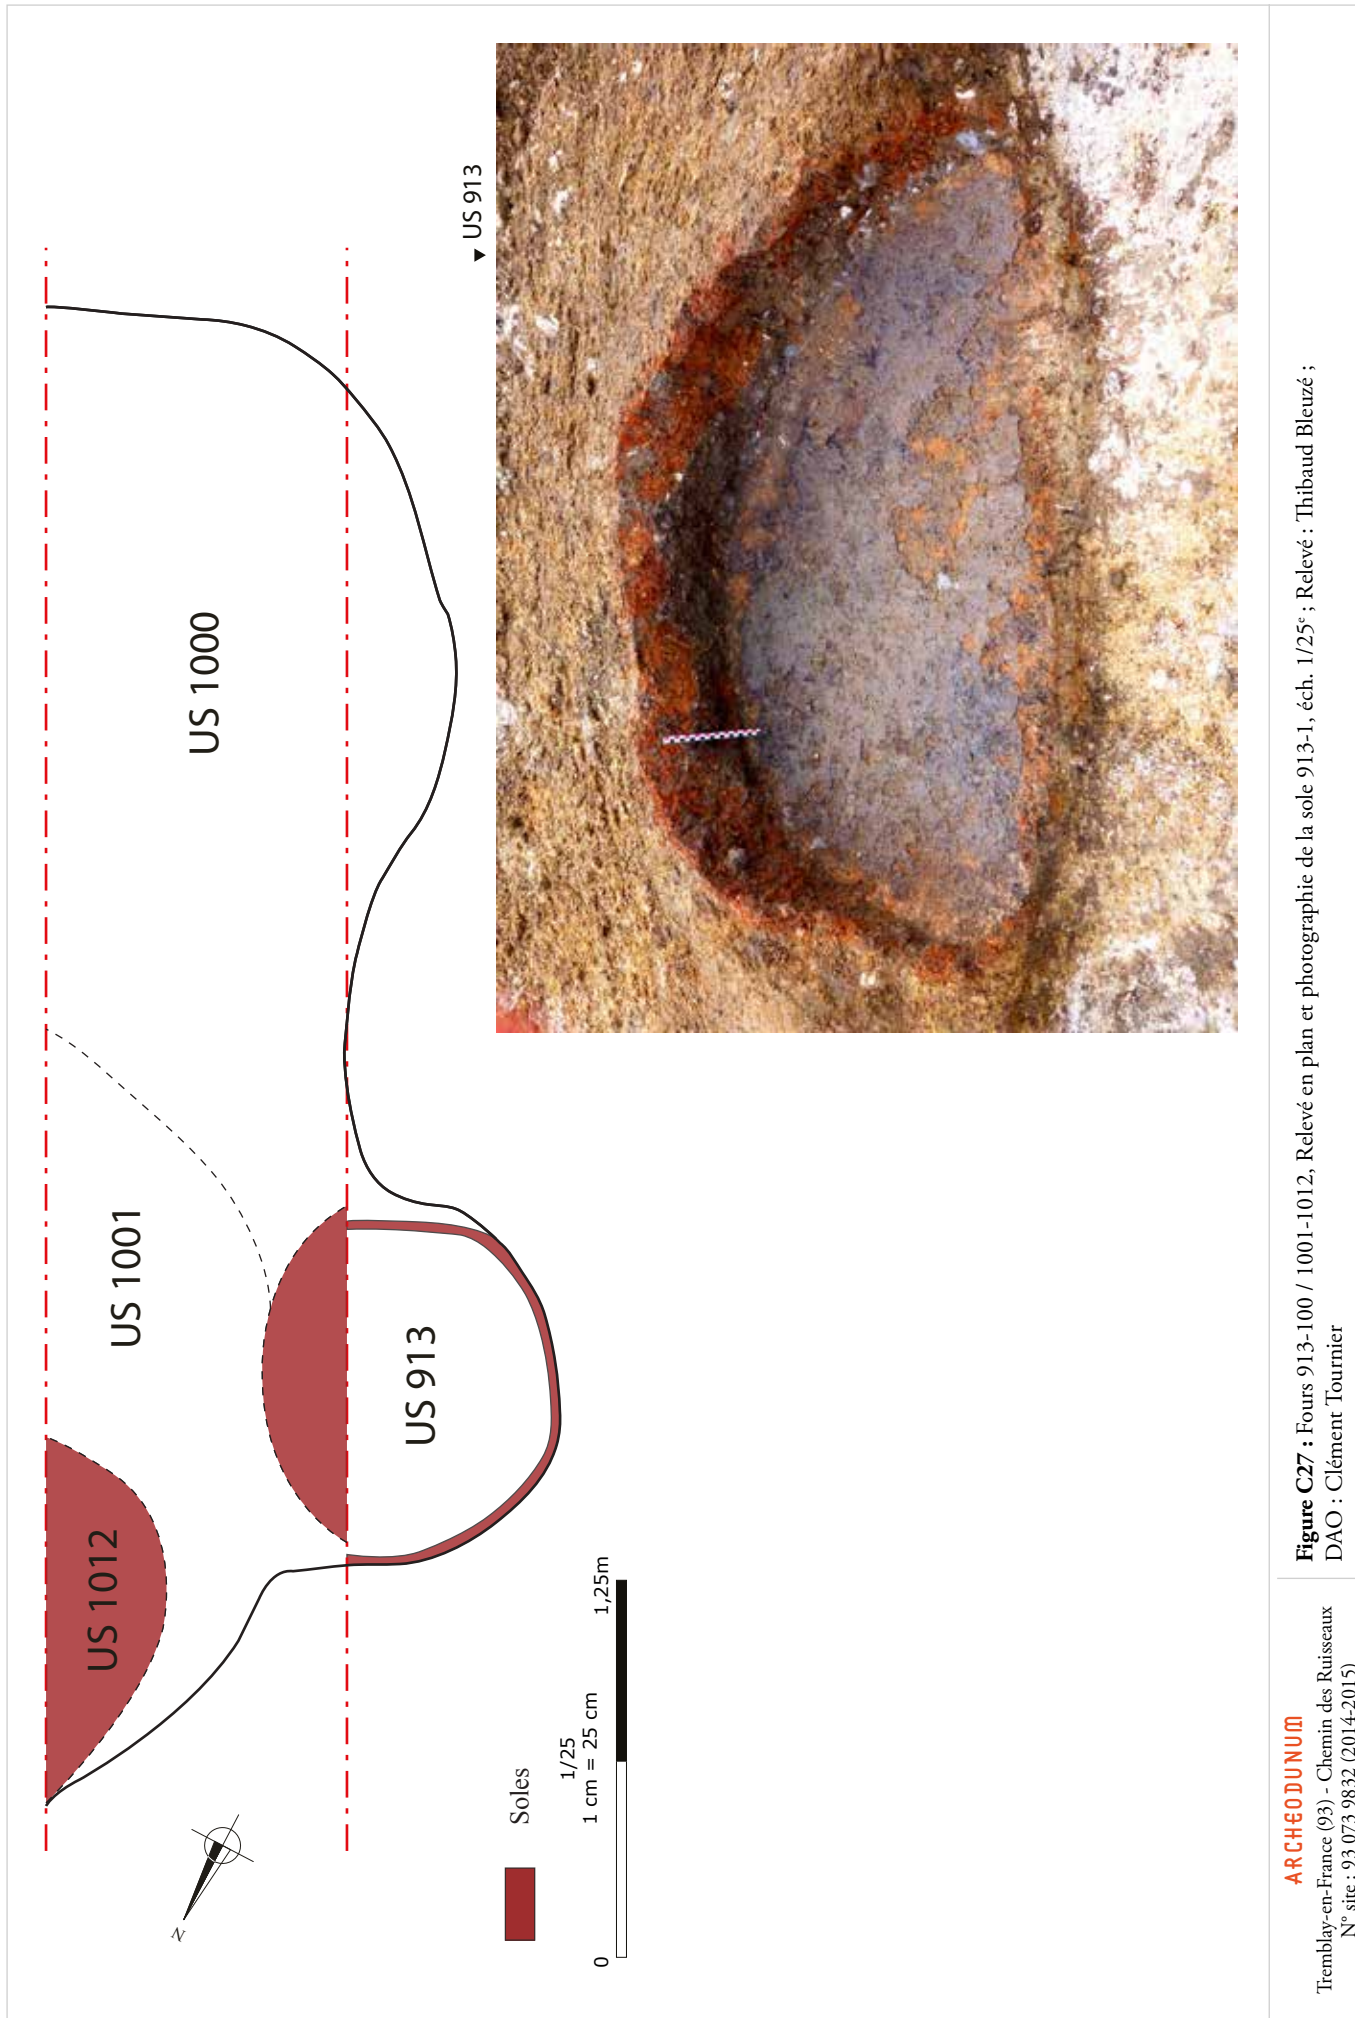 US 1012
US 1001
US 1000
US 913
▼ US 913
N
Soles
1/25
1 cm = 25 cm
0
1,25m
ARCHEODUNUM
Tremblay-en-France (93) - Chemin des Ruisseaux
N° site : 93 073 9832 (2014-2015)
Figure C27 : Fours 913-100 / 1001-1012, Relevé en plan et photographie de la sole 913-1, éch. 1/25e ; Relevé : Thibaud Bleuzé ;
DAO : Clément Tournier